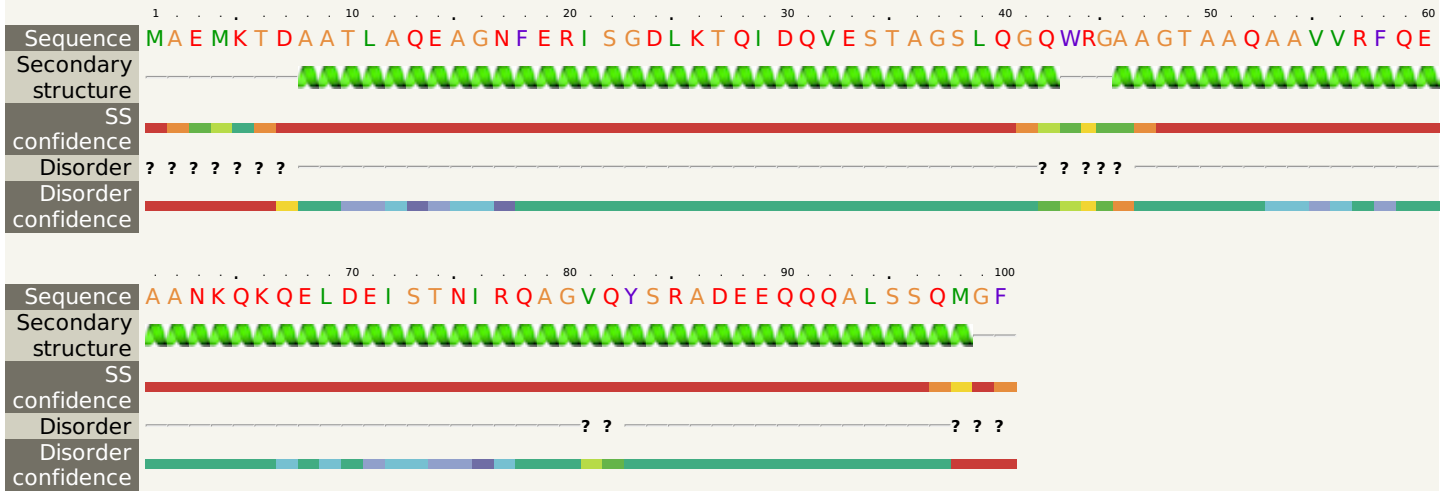 1 10 20 30 40 50 60
Sequence M A E M K T D A A T L A Q E A G N F E R I S G D L K T Q I D Q V E S T A G S L Q G Q W R G A A G T A A Q A A V V R F Q E
Secondary
structure
SS
confidence
Disorder ? ? ? ? ? ? ? ? ? ? ? ?
Disorder
confidence
70 80 90 100
Sequence A A N K Q K Q E L D E I S T N I R Q A G V Q Y S R A D E E Q Q Q A L S S Q M G F
Secondary
structure
SS
confidence
Disorder ? ? ? ? ?
Disorder
confidence